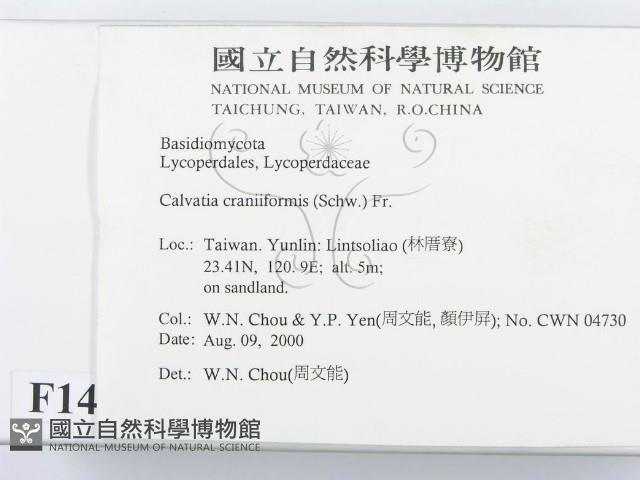 國立自然科學博物館
NATIONAL MUSEUM OF NATURAL SCIENCE
TAICHUNG, TAIWAN, R.O.CHINA
Basidiomycota
Lycoperdales, Lycoperdaceae
Calvatia craniiformis (Schw.) Fr.
Loc.: Taiwan. Yunlin: Lintsoliao (林厝寮)
23.41N, 120. 9E; alt. 5m;
on sandland.
Col.: W.N. Chou & Y.P. Yen(周文能, 顏伊屏); No. CWN 04730
Date: Aug. 09, 2000
Det.: W.N. Chou(周文能)
F14
國立自然科學博物館
NATIONAL MUSEUM OF NATURAL SCIENCE